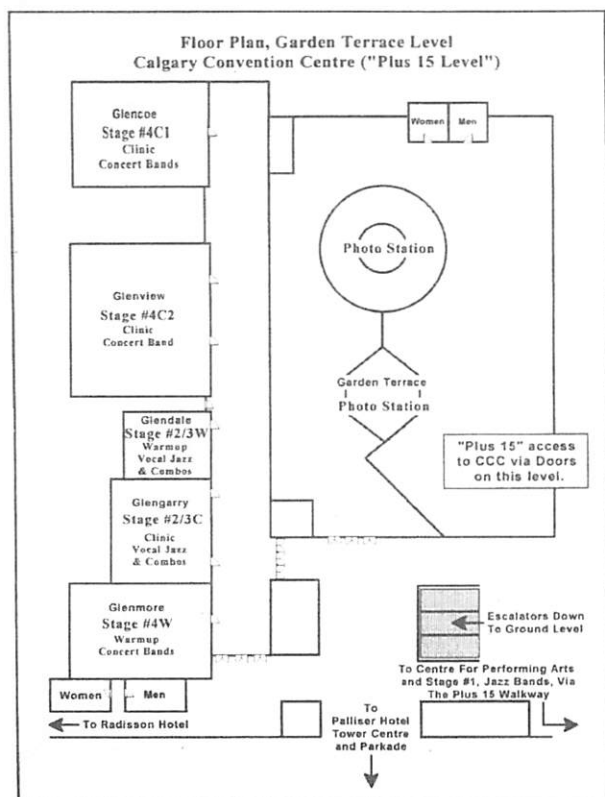 Floor Plan, Garden Terrace Level
Calgary Convention Centre ("Plus 15 Level")
Glencoe
Stage #4C1
Clinic
Concert Bands
Women
Men
Photo Station
Glenview
Stage #4C2
Clinic
Concert Band
Garden Terrace
Photo Station
Glendale
Stage #2/3W
Warmup
Vocal Jazz
& Combos
"Plus 15" access
to CCC via Doors
on this level.
Glengarry
Stage #2/3C
Clinic
Vocal Jazz
& Combos
Glenmore
Stage #4W
Warmup
Concert Bands
Escalators Down
To Ground Level
To Centre For Performing Arts
and Stage #1, Jazz Bands, Via
The Plus 15 Walkway
Women
Men
To Radisson Hotel
To
Palliser Hotel
Tower Centre
and Parkade